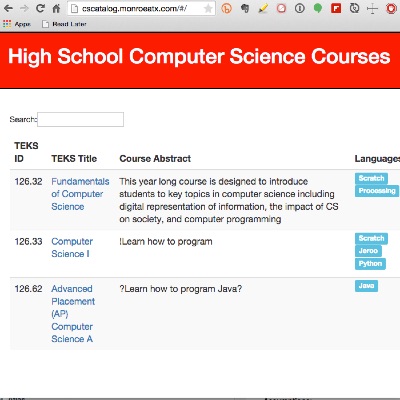 cscatalog.monroeatx.com/#/
Apps Read Later
High School Computer Science Courses
Search:
TEKS ID TEKS Title Course Abstract Languages
126.32 Fundamentals of Computer Science This year long course is designed to introduce
students to key topics in computer science including
digital representation of information, the impact of CS
on society, and computer programming
Scratch
Processing
126.33 Computer Science I !Learn how to program
Scratch
Jeroo
Python
126.62 Advanced Placement (AP) Computer Science A ?Learn how to program Java?
Java